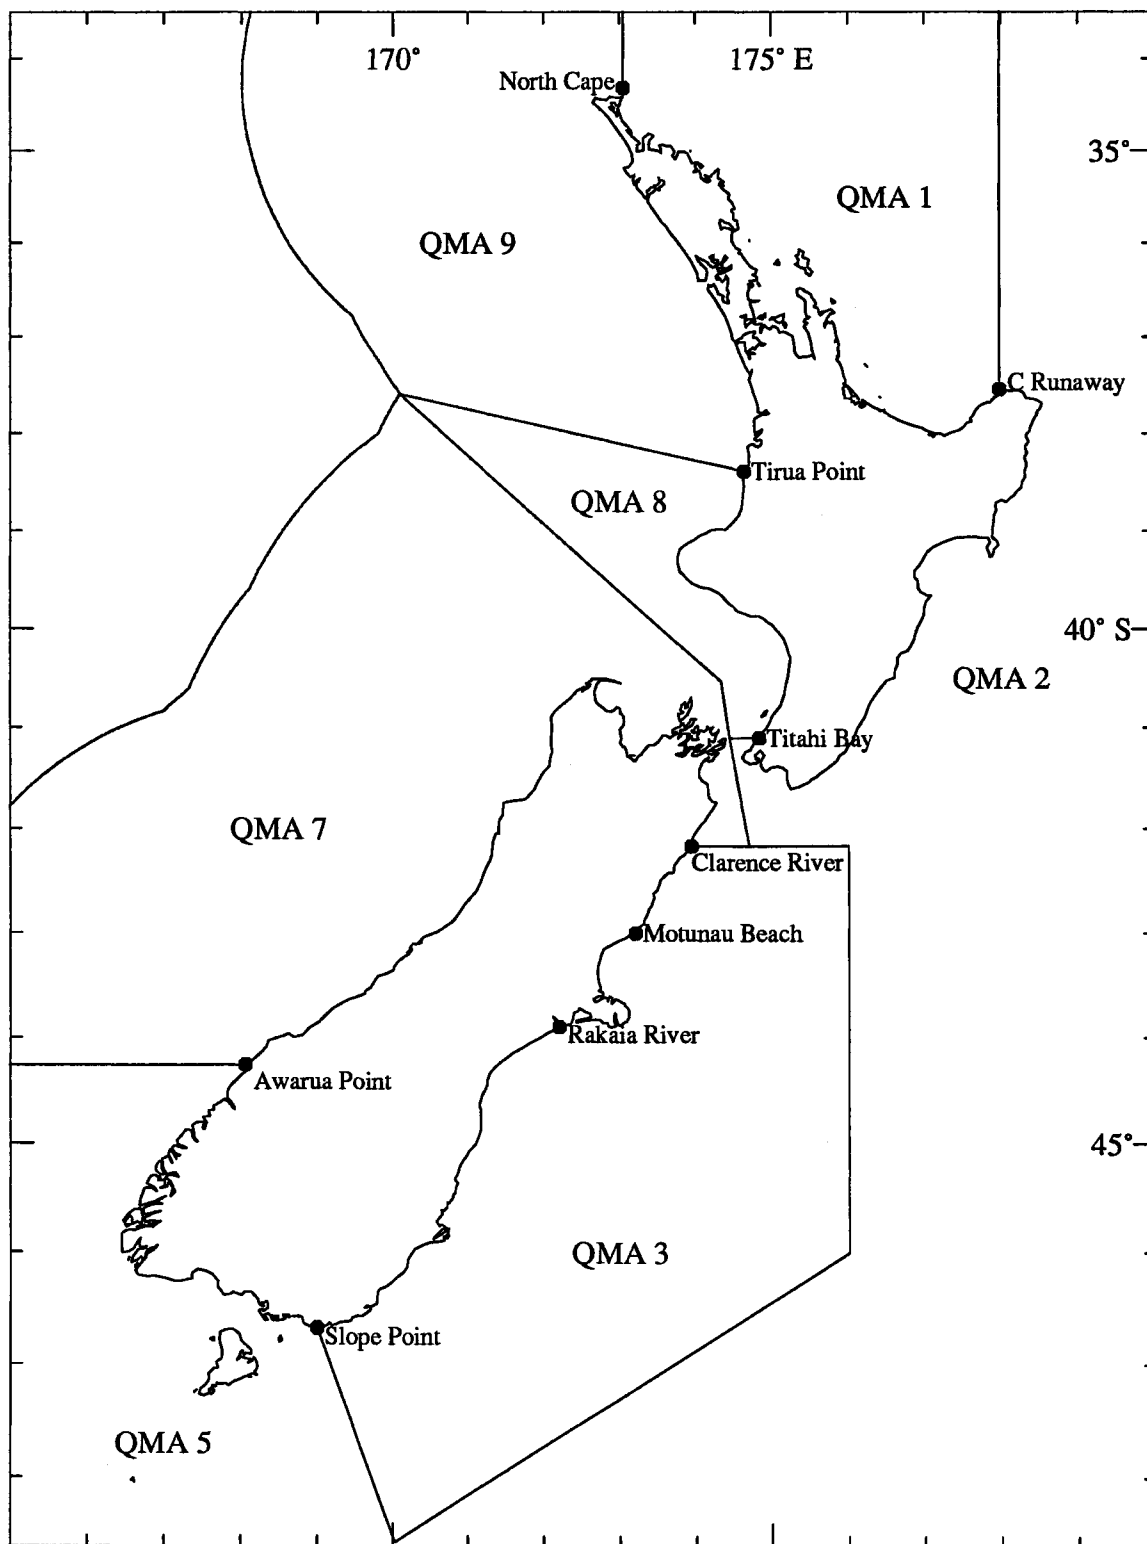 170°
175° E
North Cape
35°
QMA 1
QMA 9
C Runaway
Tirua Point
QMA 8
40° S
QMA 2
Titahi Bay
QMA 7
Clarence River
Motunau Beach
Rakaia River
Awarua Point
45°
QMA 3
Slope Point
QMA 5